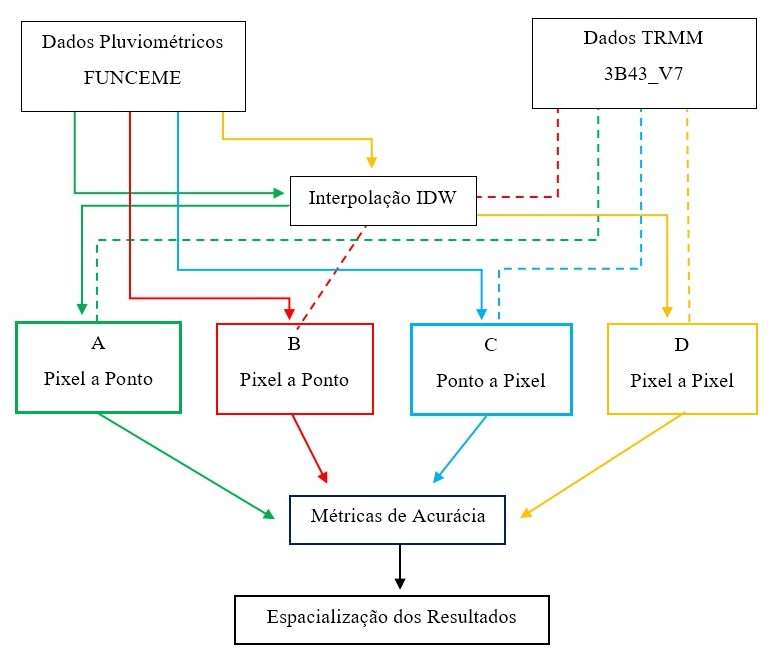 Dados Pluviométricos
FUNCEME
Dados TRMM
3B43_V7
Interpolação IDW
A
Pixel a Ponto
B
Pixel a Ponto
C
Ponto a Pixel
D
Pixel a Pixel
Métricas de Acurácia
Espacialização dos Resultados